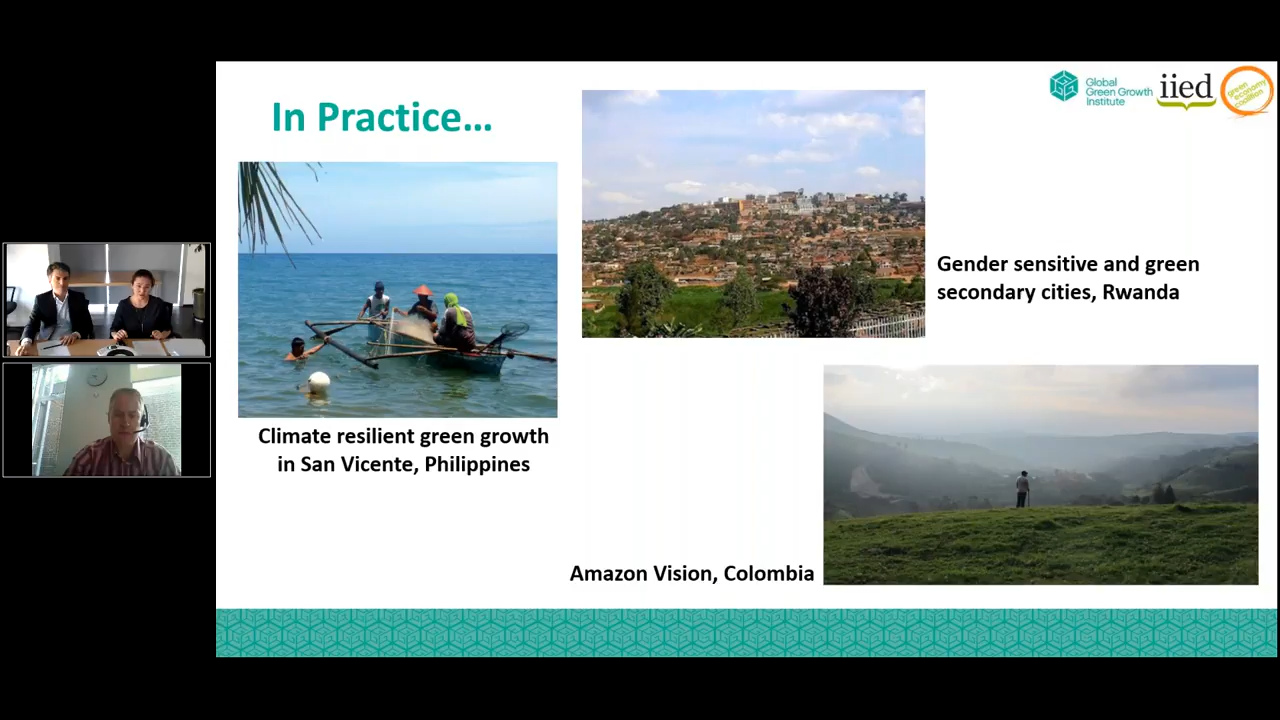 In Practice...
Global
Green Growth
Institute
iied
green
economy
coalition
Gender sensitive and green
secondary cities, Rwanda
Climate resilient green growth
in San Vicente, Philippines
Amazon Vision, Colombia